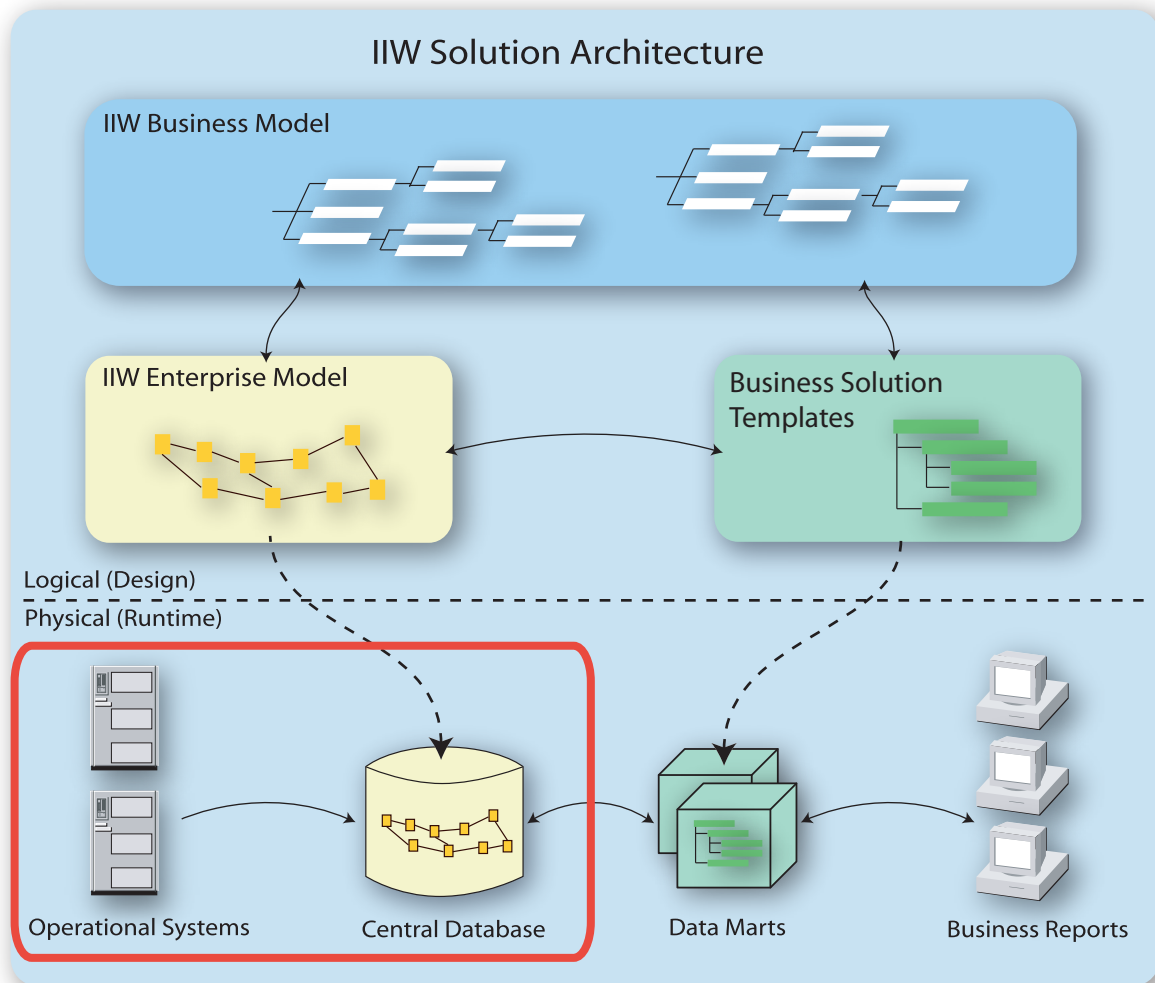 IIW Solution Architecture
IIW Business Model
IIW Enterprise Model
Business Solution
Templates
Logical (Design)
Physical (Runtime)
Operational Systems
Central Database
Data Marts
Business Reports